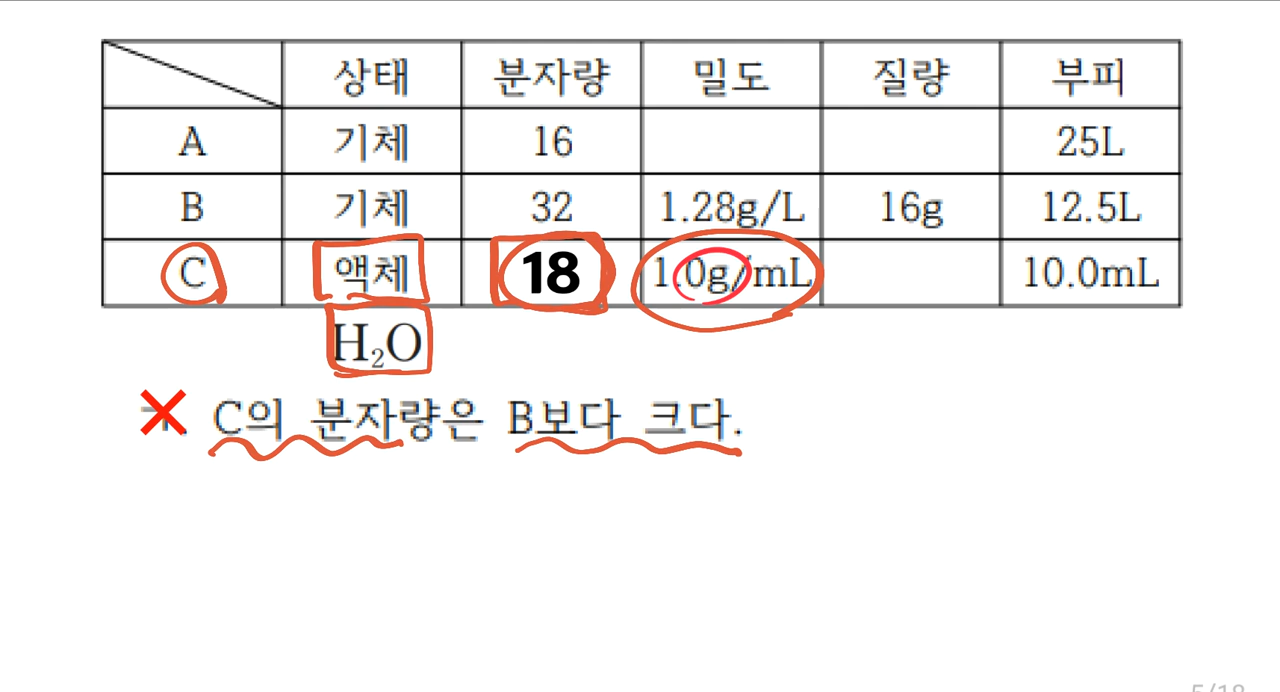 상태 분자량 밀도 질량 부피
A 기체 16 25L
B 기체 32 1.28g/L 16g 12.5L
C 액체 18 1.0g/mL 10.0mL
H₂O
C의 분자량은 B보다 크다.